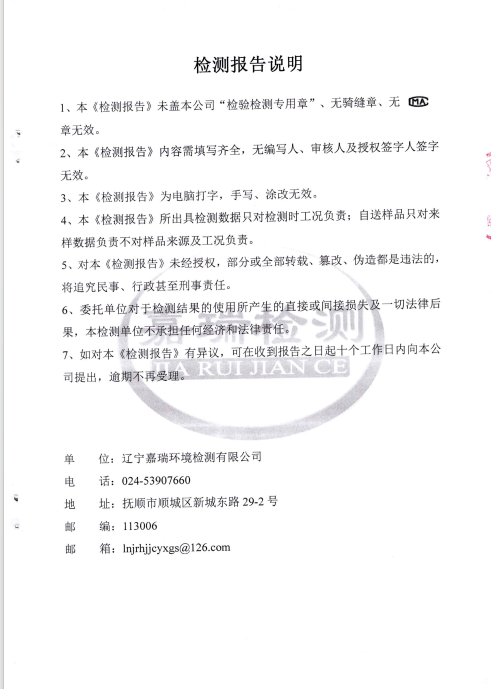 检测报告说明
1、本《检测报告》未盖本公司“检验检测专用章”、无骑缝章、无 MA
章无效。
2、本《检测报告》内容需填写齐全，无编写人、审核人及授权签字人签字
无效。
3、本《检测报告》为电脑打字，手写、涂改无效。
4、本《检测报告》所出具检测数据只对检测时工况负责；自送样品只对来
样数据负责不对样品来源及工况负责。
5、对本《检测报告》未经授权，部分或全部转载、篡改、伪造都是违法的，
将追究民事、行政甚至刑事责任。
6、委托单位对于检测结果的使用所产生的直接或间接损失及一切法律后
果，本检测单位不承担任何经济和法律责任。
嘉瑞检测
7、如对本《检测报告》有异议，可在收到报告之日起十个工作日内向本公
JIA RUI JIAN CE
司提出，逾期不再受理。
单 位：辽宁嘉瑞环境检测有限公司
电 话：024-53907660
地 址：抚顺市顺城区新城东路 29-2 号
邮 编：113006
邮 箱：lnjrhjjcyxgs@126.com